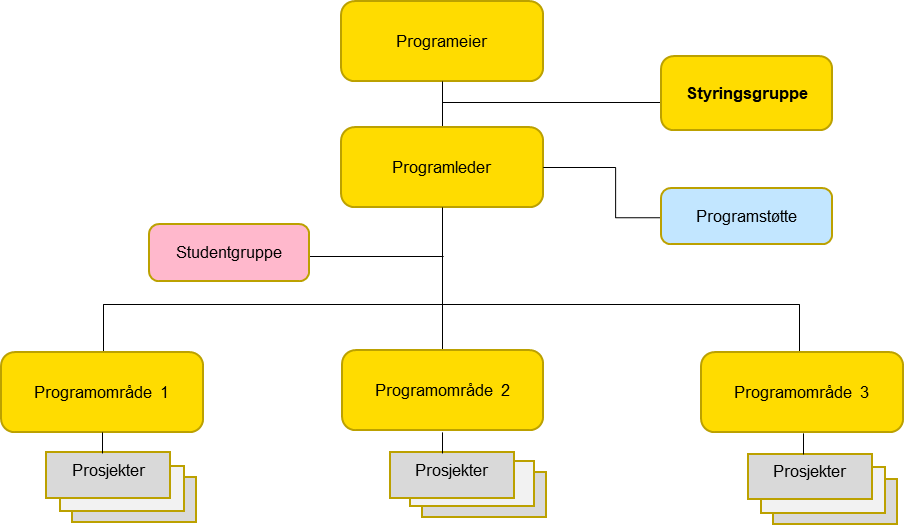 Programeier
Styringsgruppe
Programleder
Programstøtte
Studentgruppe
Programområde 1
Programområde 2
Programområde 3
Prosjekter
Prosjekter
Prosjekter